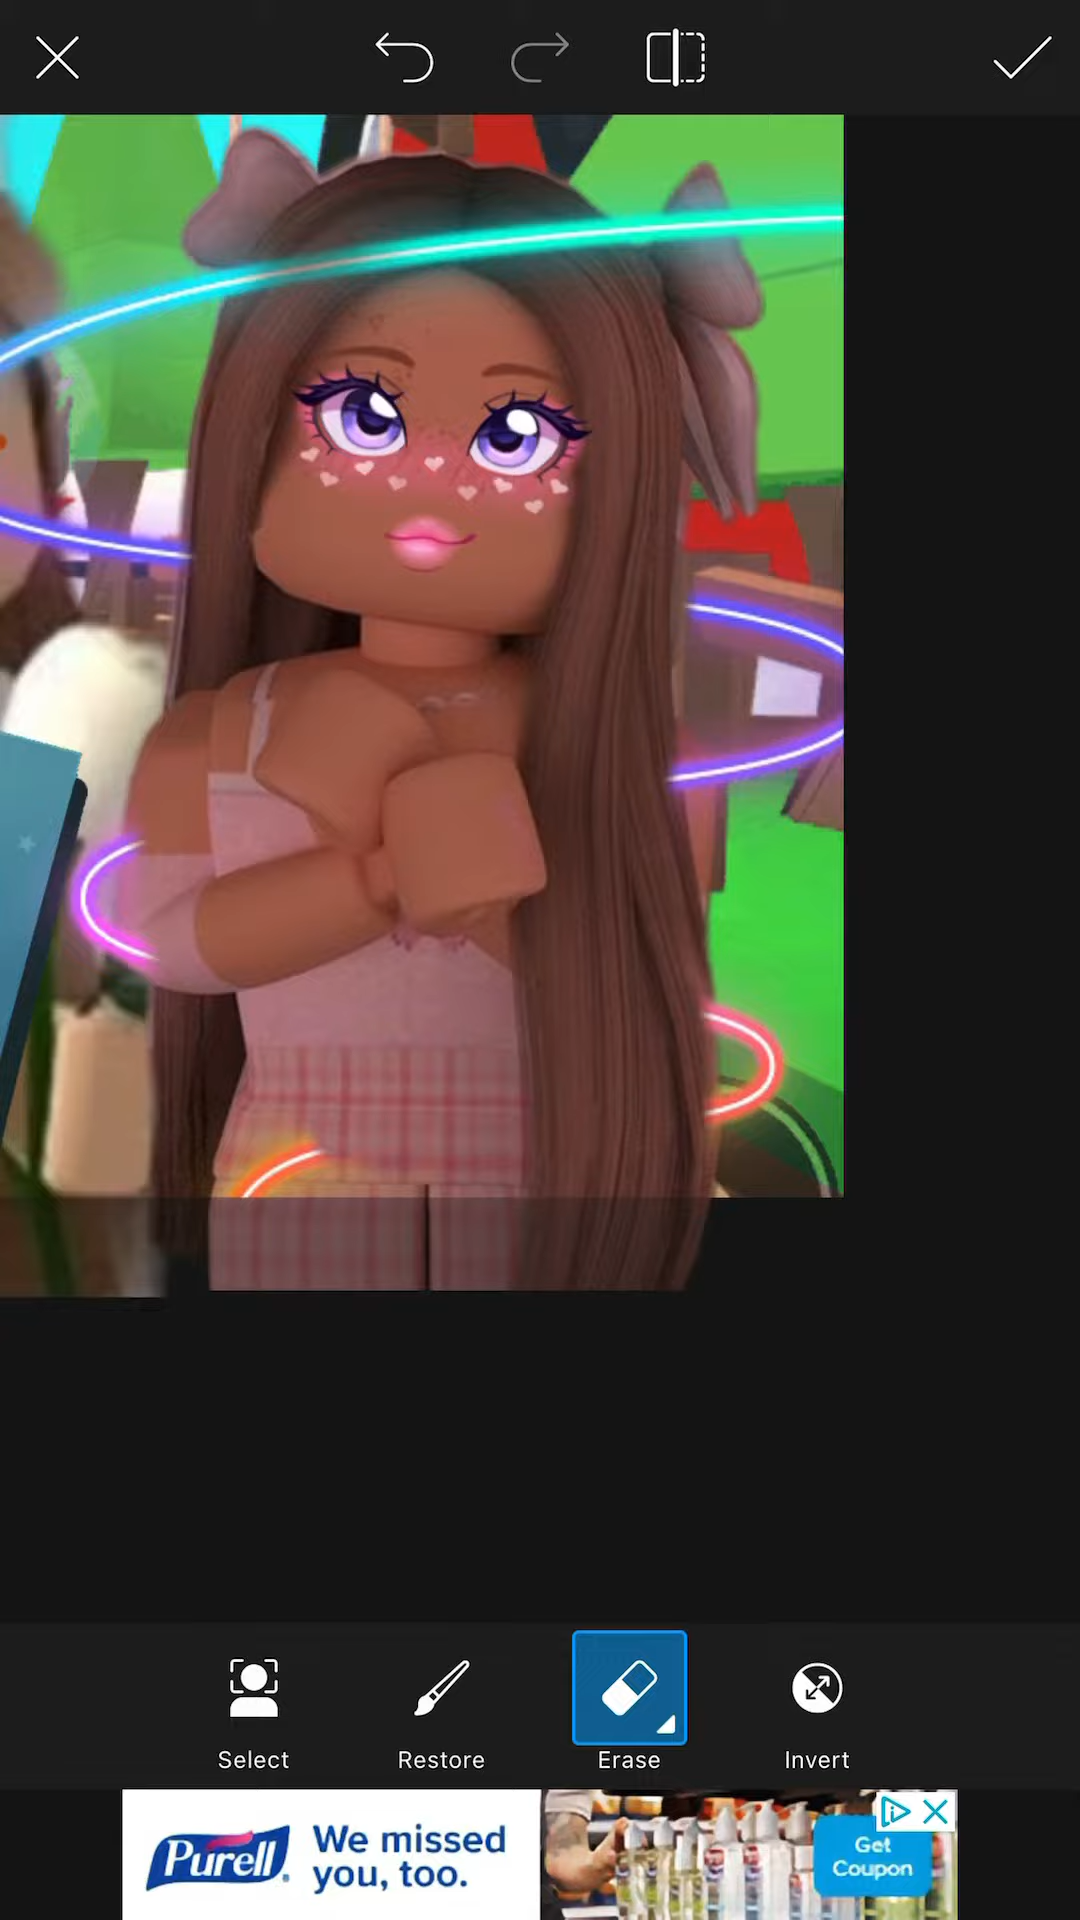 Select
Restore
Erase
Invert
Purell
We missed
you, too.
Get
Coupon